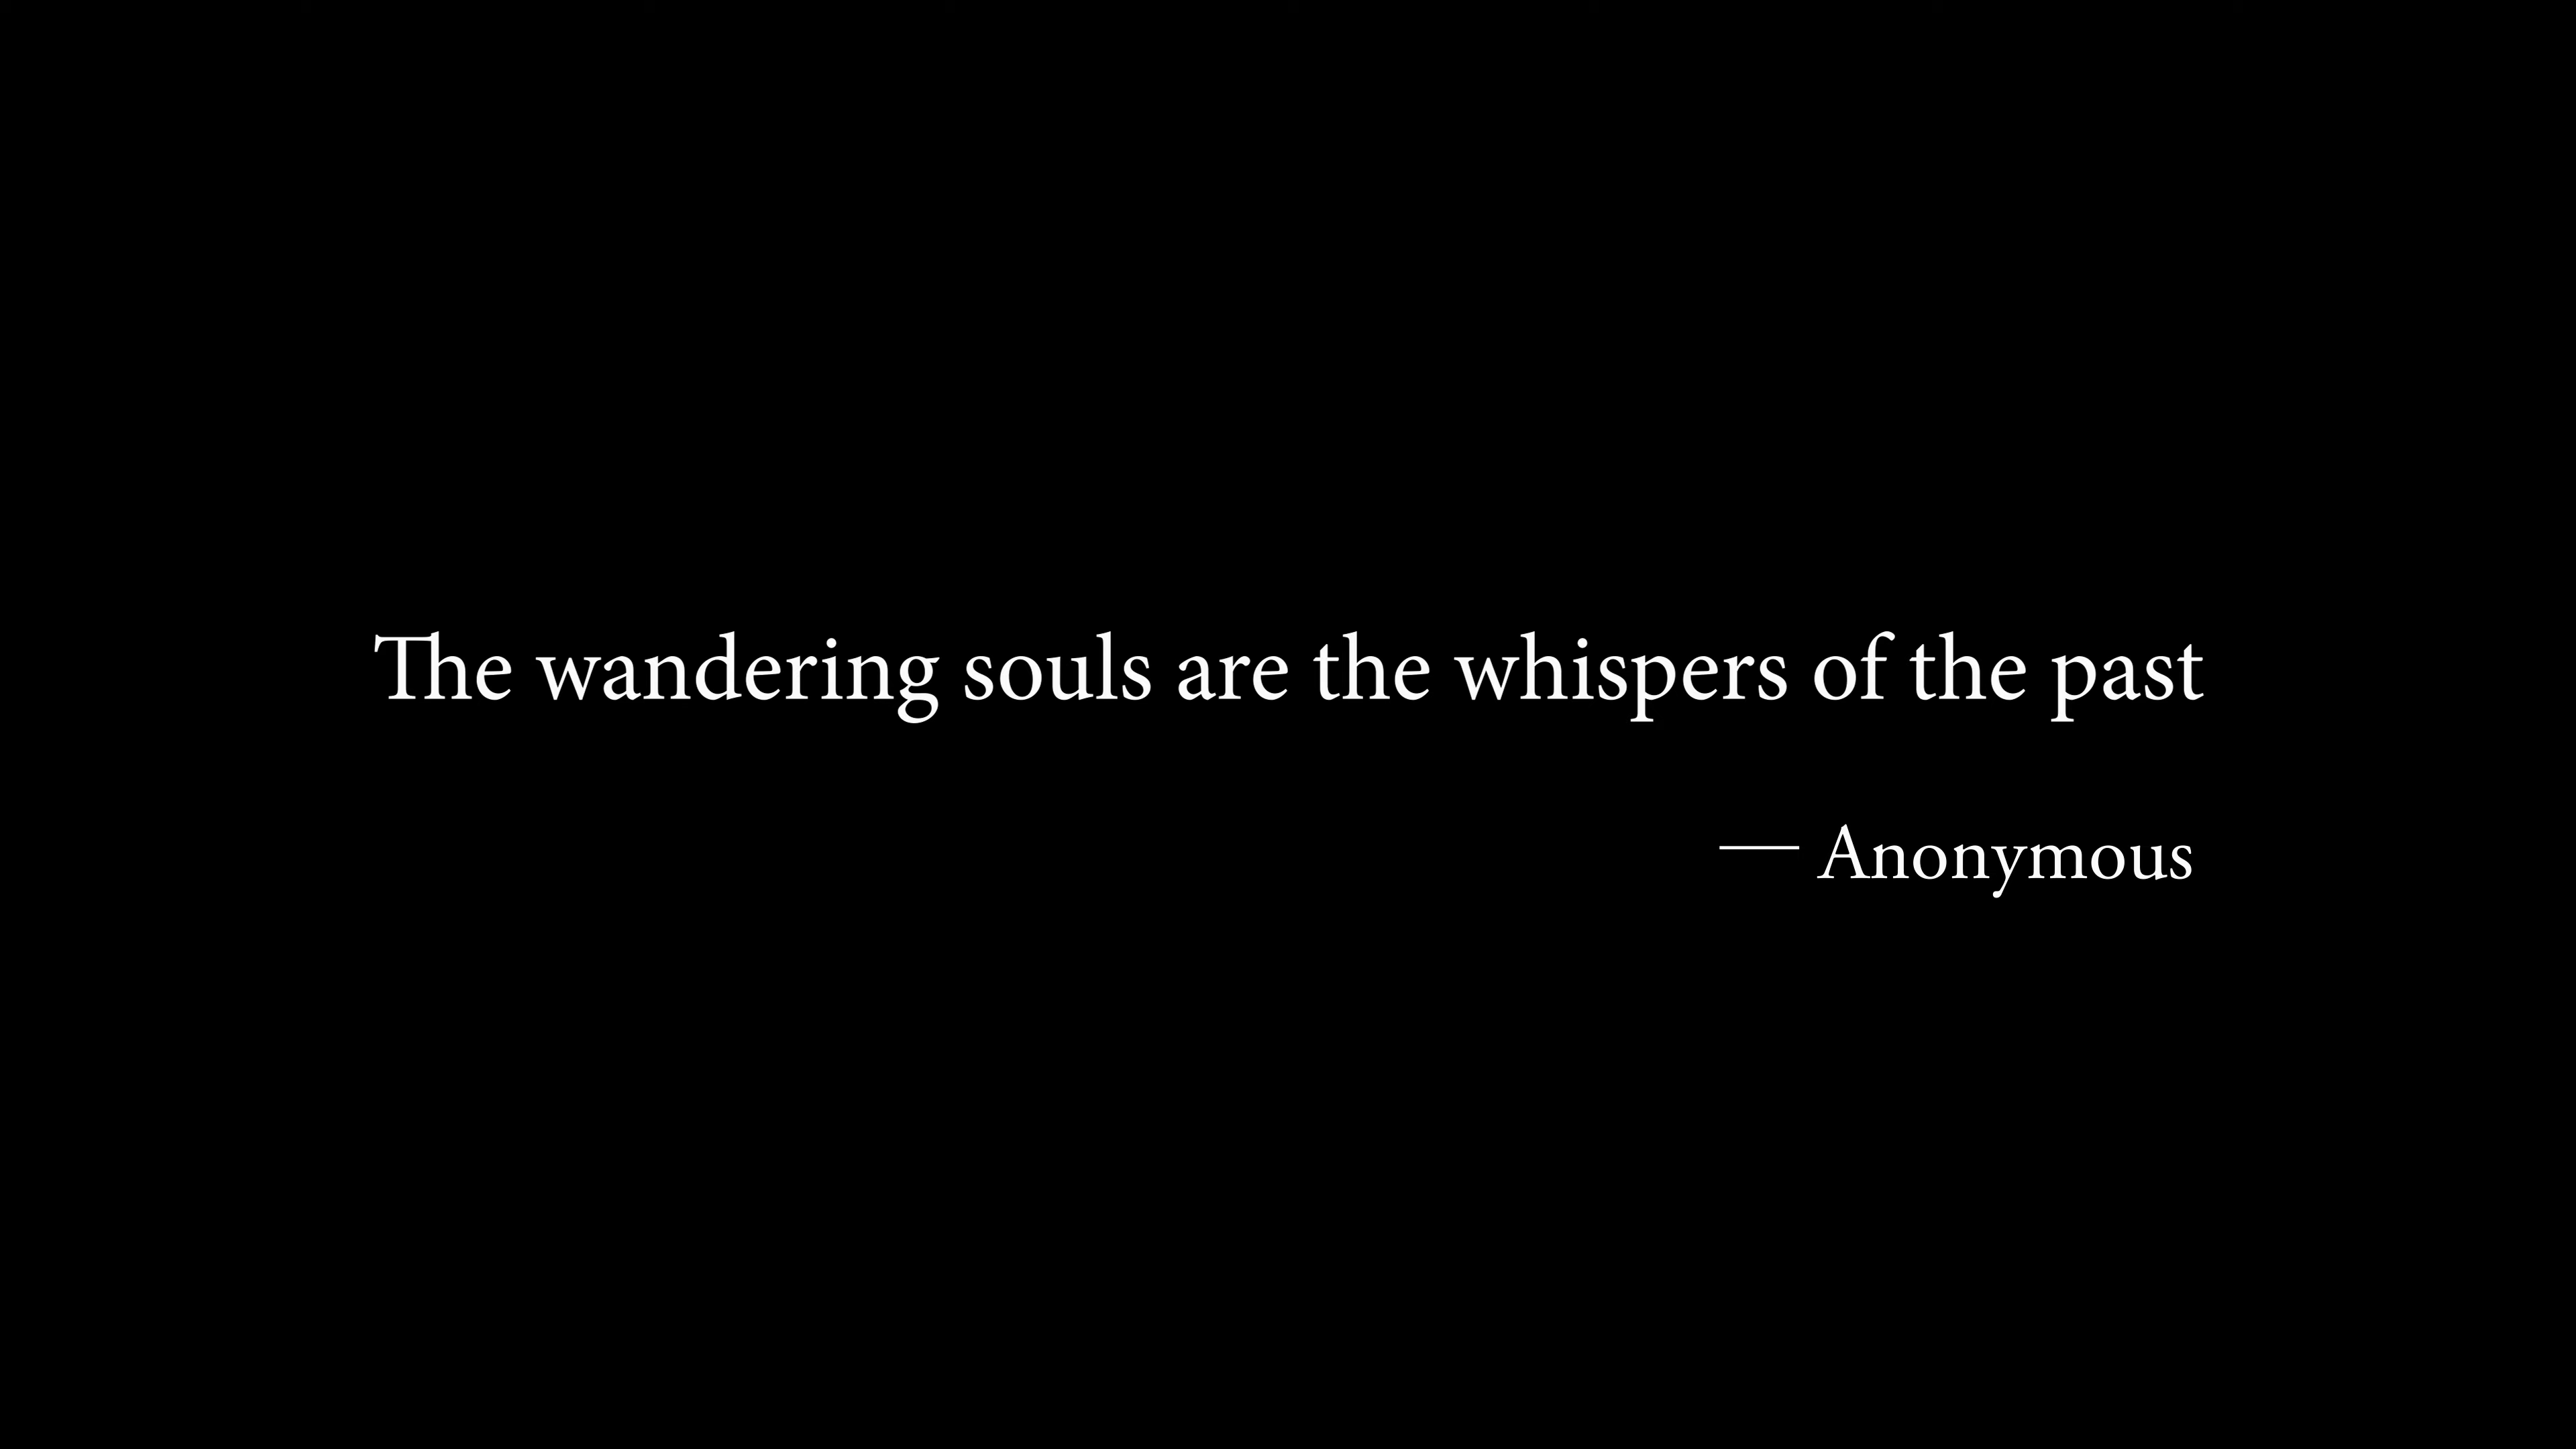 The wandering souls are the whispers of the past
— Anonymous